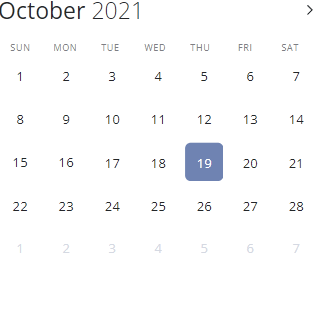 October 2021
SUN MON TUE WED THU FRI SAT
1 2 3 4 5 6 7
8 9 10 11 12 13 14
15 16 17 18 19 20 21
22 23 24 25 26 27 28
1 2 3 4 5 6 7